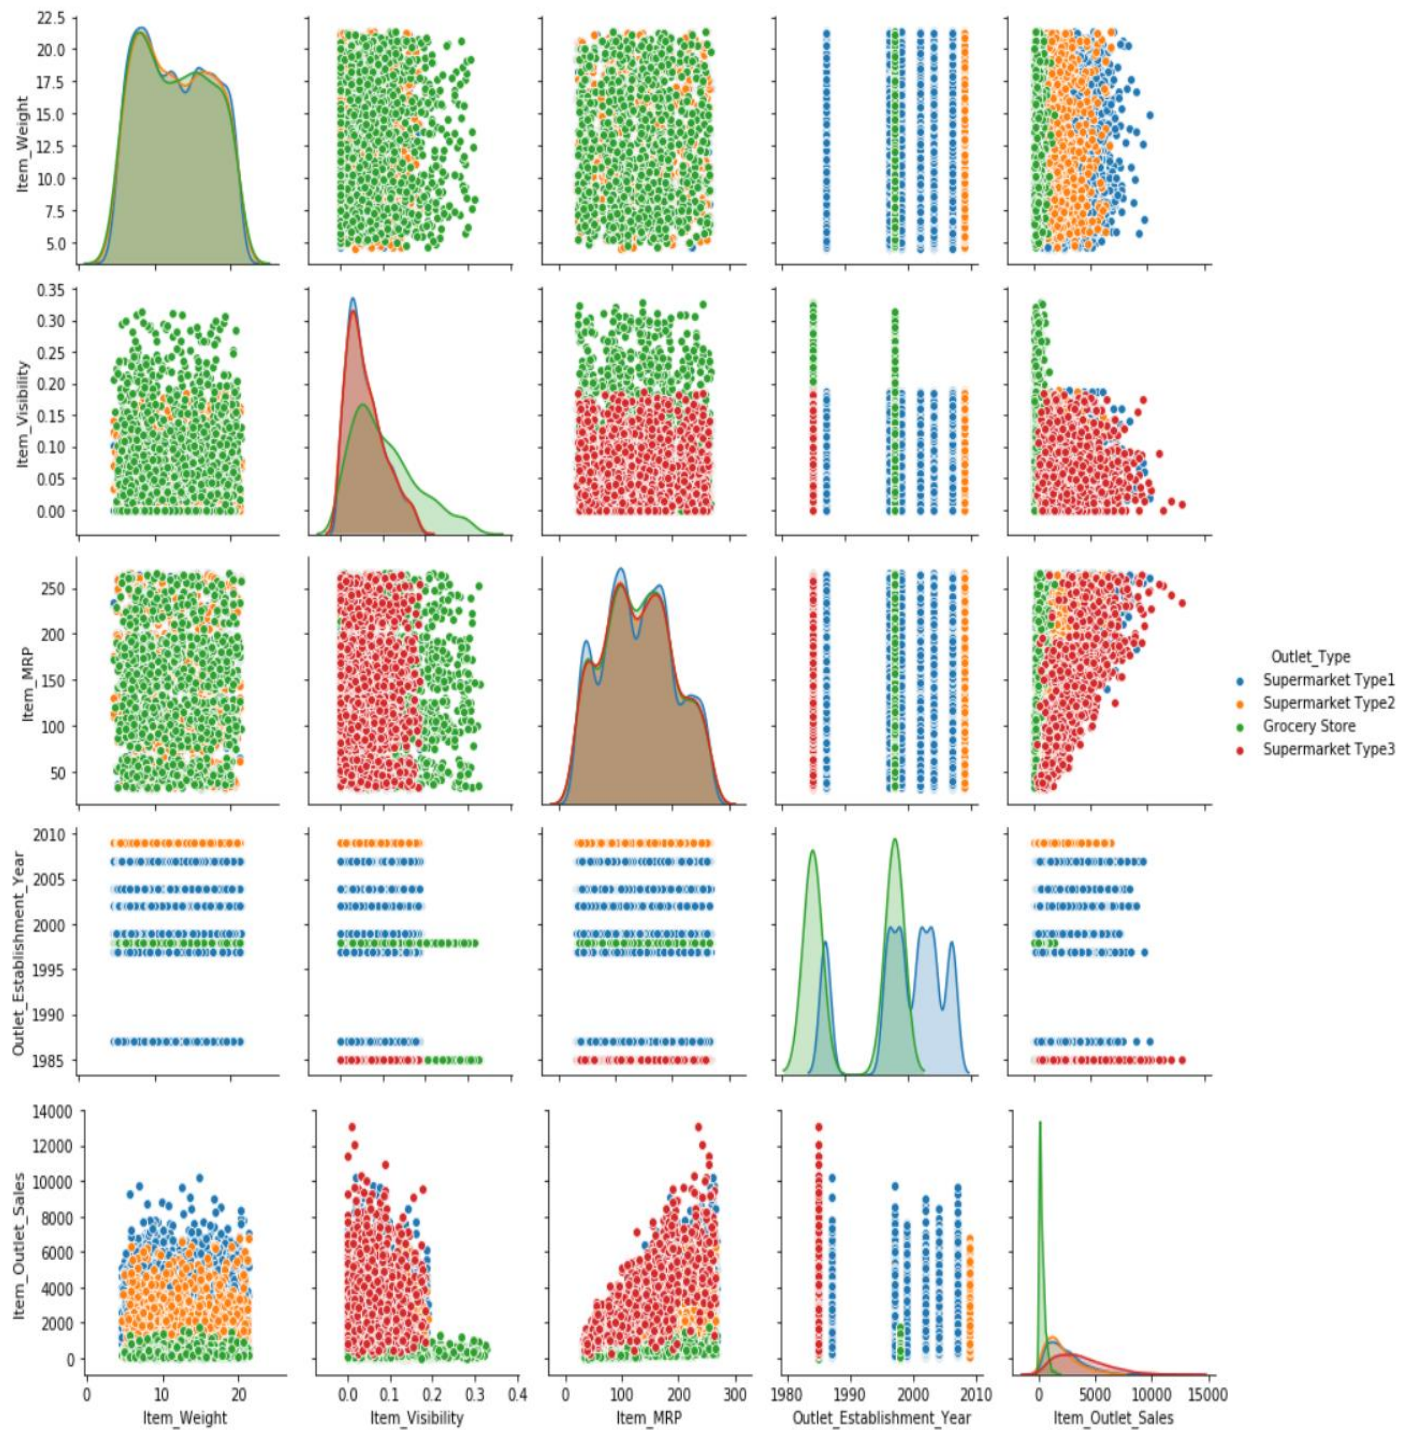 22.5
20.0
17.5
15.0
12.5
10.0
7.5
5.0
Item_Weight
0.35
0.30
0.25
0.20
0.15
0.10
0.05
0.00
Item_Visibility
250
200
150
100
50
Item_MRP
2010
2005
2000
1995
1990
1985
Outlet_Establishment_Year
14000
12000
10000
8000
6000
4000
2000
0
Item_Outlet_Sales
0 10 20
Item_Weight
0.0 0.1 0.2 0.3 0.4
Item_Visibility
0 100 200 300
Item_MRP
1980 1990 2000 2010
Outlet_Establishment_Year
0 5000 10000 15000
Item_Outlet_Sales
Outlet_Type
Supermarket Type1
Supermarket Type2
Grocery Store
Supermarket Type3